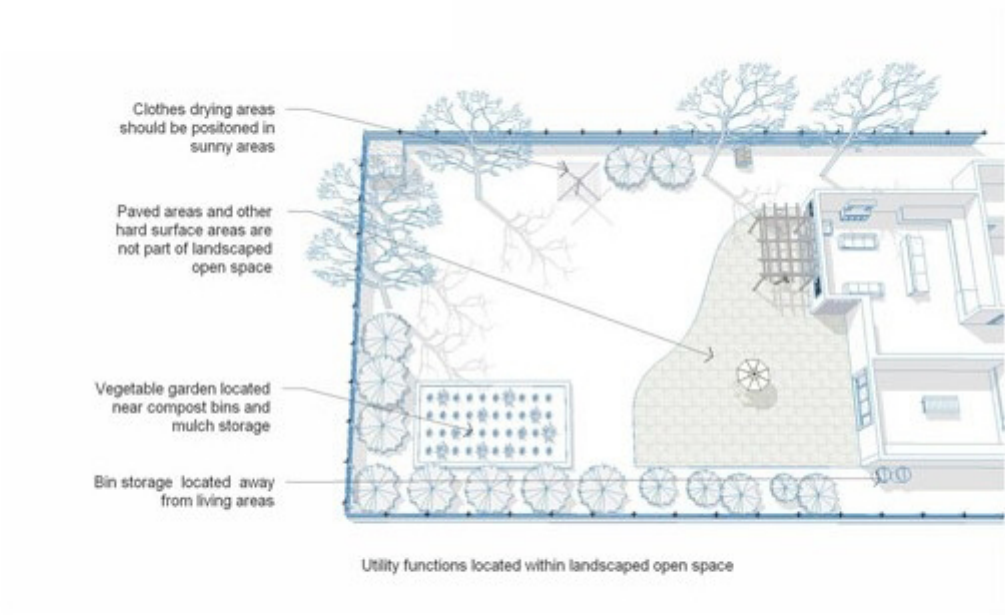 Clothes drying areas
should be positoned in
sunny areas
Paved areas and other
hard surface areas are
not part of landscaped
open space
Vegetable garden located
near compost bins and
mulch storage
Bin storage located away
from living areas
Utility functions located within landscaped open space